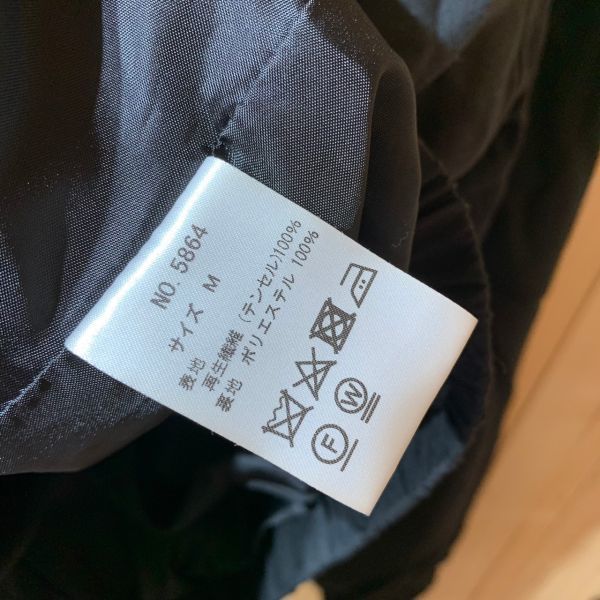 NO. 5864
サイズ M
表地
再生繊維 (テンセル)100%
裏地 ポリエステル 100%
W
F